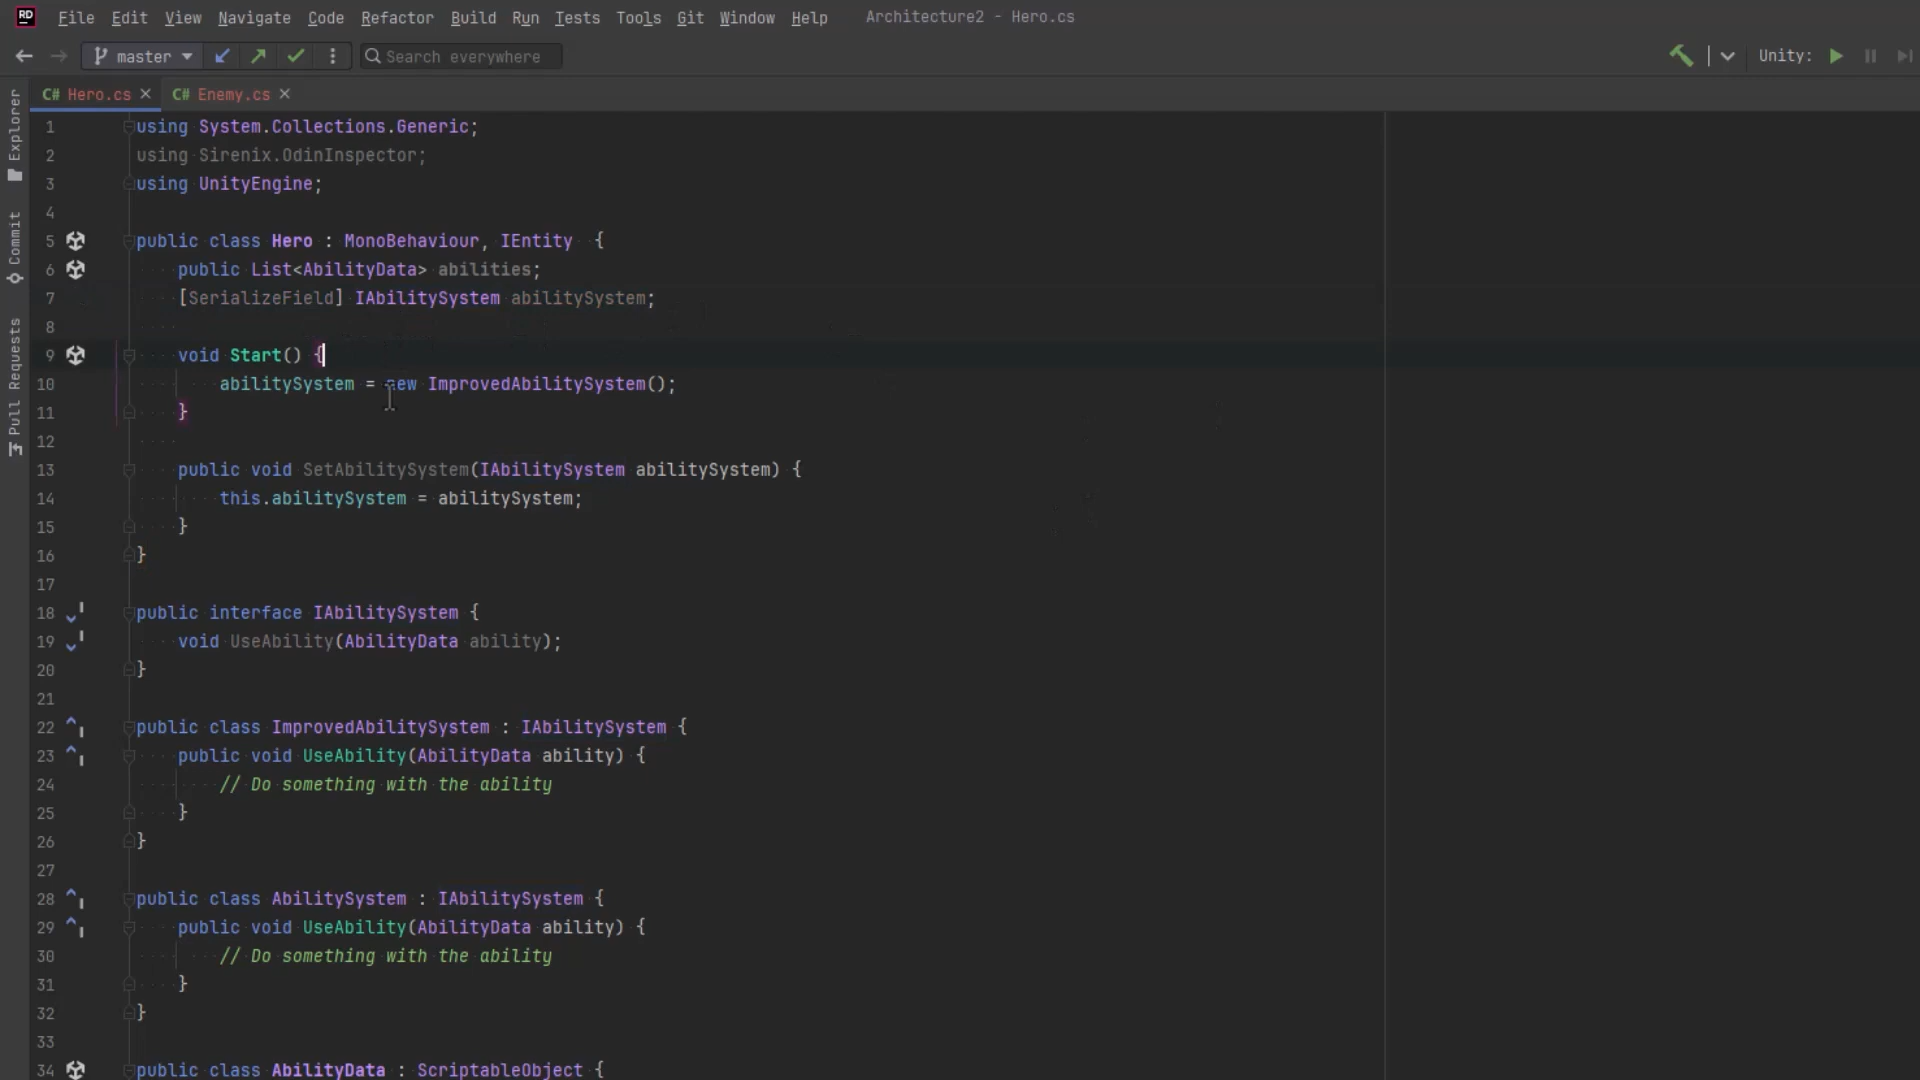 RD File Edit View Navigate Code Refactor Build Run Tests Tools Git Window Help Architecture2 - Hero.cs
master Search everywhere Unity:
C# Hero.cs C# Enemy.cs
Explorer
Commit
Pull Requests
1 using System.Collections.Generic;
2 using Sirenix.OdinInspector;
3 using UnityEngine;
4
5 public class Hero : MonoBehaviour, IEntity {
6 public List<AbilityData> abilities;
7 [SerializeField] IAbilitySystem abilitySystem;
8
9 void Start() {
10 abilitySystem = new ImprovedAbilitySystem();
11 }
12
13 public void SetAbilitySystem(IAbilitySystem abilitySystem) {
14 this.abilitySystem = abilitySystem;
15 }
16 }
17
18 public interface IAbilitySystem {
19 void UseAbility(AbilityData ability);
20 }
21
22 public class ImprovedAbilitySystem : IAbilitySystem {
23 public void UseAbility(AbilityData ability) {
24 // Do something with the ability
25 }
26 }
27
28 public class AbilitySystem : IAbilitySystem {
29 public void UseAbility(AbilityData ability) {
30 // Do something with the ability
31 }
32 }
33
34 public class AbilityData : ScriptableObject {